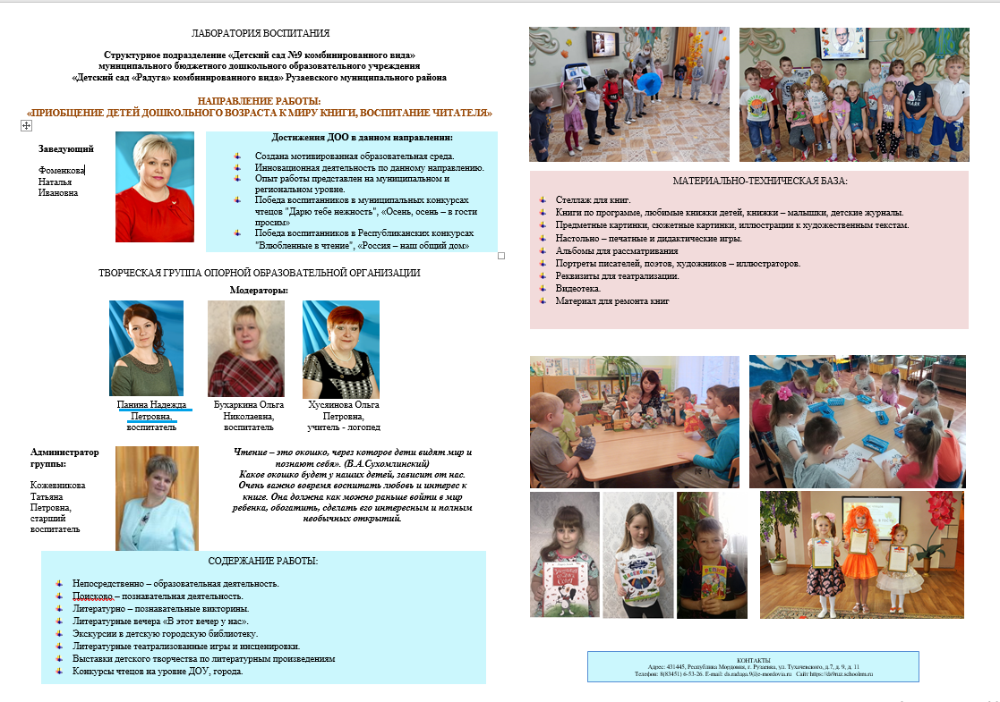 ЛАБОРАТОРИЯ ВОСПИТАНИЯ
Структурное подразделение «Детский сад №9 комбинированного вида»
муниципального бюджетного дошкольного образовательного учреждения
«Детский сад «Радуга» комбинированного вида» Рузаевского муниципального района
НАПРАВЛЕНИЕ РАБОТЫ:
«ПРИОБЩЕНИЕ ДЕТЕЙ ДОШКОЛЬНОГО ВОЗРАСТА К МИРУ КНИГИ, ВОСПИТАНИЕ ЧИТАТЕЛЯ»
Заведующий
Фоменкова
Наталья
Ивановна
Достижения ДОО в данном направлении:
Создана мотивированная образовательная среда.
Инновационная деятельность по данному направлению.
Опыт работы представлен на муниципальном и
региональном уровне.
Победа воспитанников в муниципальных конкурсах
чтецов "Дарю тебе нежность", «Осень, осень – в гости
просим»
Победа воспитанников в Республиканских конкурсах
"Влюбленные в чтение", «Россия – наш общий дом»
ТВОРЧЕСКАЯ ГРУППА ОПОРНОЙ ОБРАЗОВАТЕЛЬНОЙ ОРГАНИЗАЦИИ
Модераторы:
Панина Надежда
Петровна,
воспитатель
Бухаркина Ольга
Николаевна,
воспитатель
Хусяинова Ольга
Петровна,
учитель - логопед
Администратор
группы:
Кожевникова
Татьяна
Петровна,
старший
воспитатель
Чтение – это окошко, через которое дети видят мир и
познают себя». (В.А.Сухомлинский)
Какое окошко будет у наших детей, зависит от нас.
Очень важно вовремя воспитать любовь и интерес к
книге. Она должна как можно раньше войти в мир
ребенка, обогатить, сделать его интересным и полным
необычных открытий.
СОДЕРЖАНИЕ РАБОТЫ:
Непосредственно – образовательная деятельность.
Поисково – познавательная деятельность.
Литературно – познавательные викторины.
Литературные вечера «В этот вечер у нас».
Экскурсии в детскую городскую библиотеку.
Литературные театрализованные игры и инсценировки.
Выставки детского творчества по литературным произведениям
Конкурсы чтецов на уровне ДОУ, города.
МАТЕРИАЛЬНО-ТЕХНИЧЕСКАЯ БАЗА:
Стеллаж для книг.
Книги по программе, любимые книжки детей, книжки – малышки, детские журналы.
Предметные картинки, сюжетные картинки, иллюстрации к художественным текстам.
Настольно – печатные и дидактические игры.
Альбомы для рассматривания
Портреты писателей, поэтов, художников – иллюстраторов.
Реквизиты для театрализации.
Видеотека.
Материал для ремонта книг
РЕПКА
КОНТАКТЫ
Адрес: 431445, Республика Мордовия, г. Рузаевка, ул. Тухачевского, д.7, д. 9, д. 11
Телефон: 8(83451) 6-53-26. E-mail: ds.raduga.9@e-mordovia.ru Сайт:https://ds9ruz.schoolrm.ru